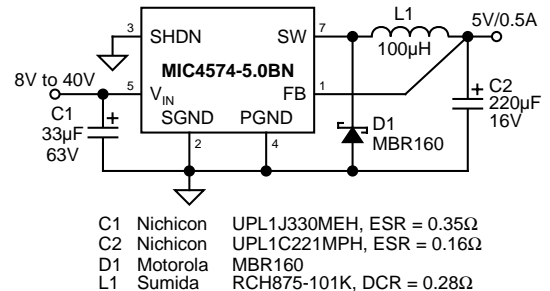 L1
5V/0.5A
3
SHDN
SW
7
100µH
8V to 40V
MIC4574-5.0BN
5
VIN
FB
1
C2
220µF
16V
C1
33µF
63V
SGND
PGND
D1
MBR160
2
4
C1 Nichicon UPL1J330MEH, ESR = 0.35Ω
C2 Nichicon UPL1C221MPH, ESR = 0.16Ω
D1 Motorola MBR160
L1 Sumida RCH875-101K, DCR = 0.28Ω